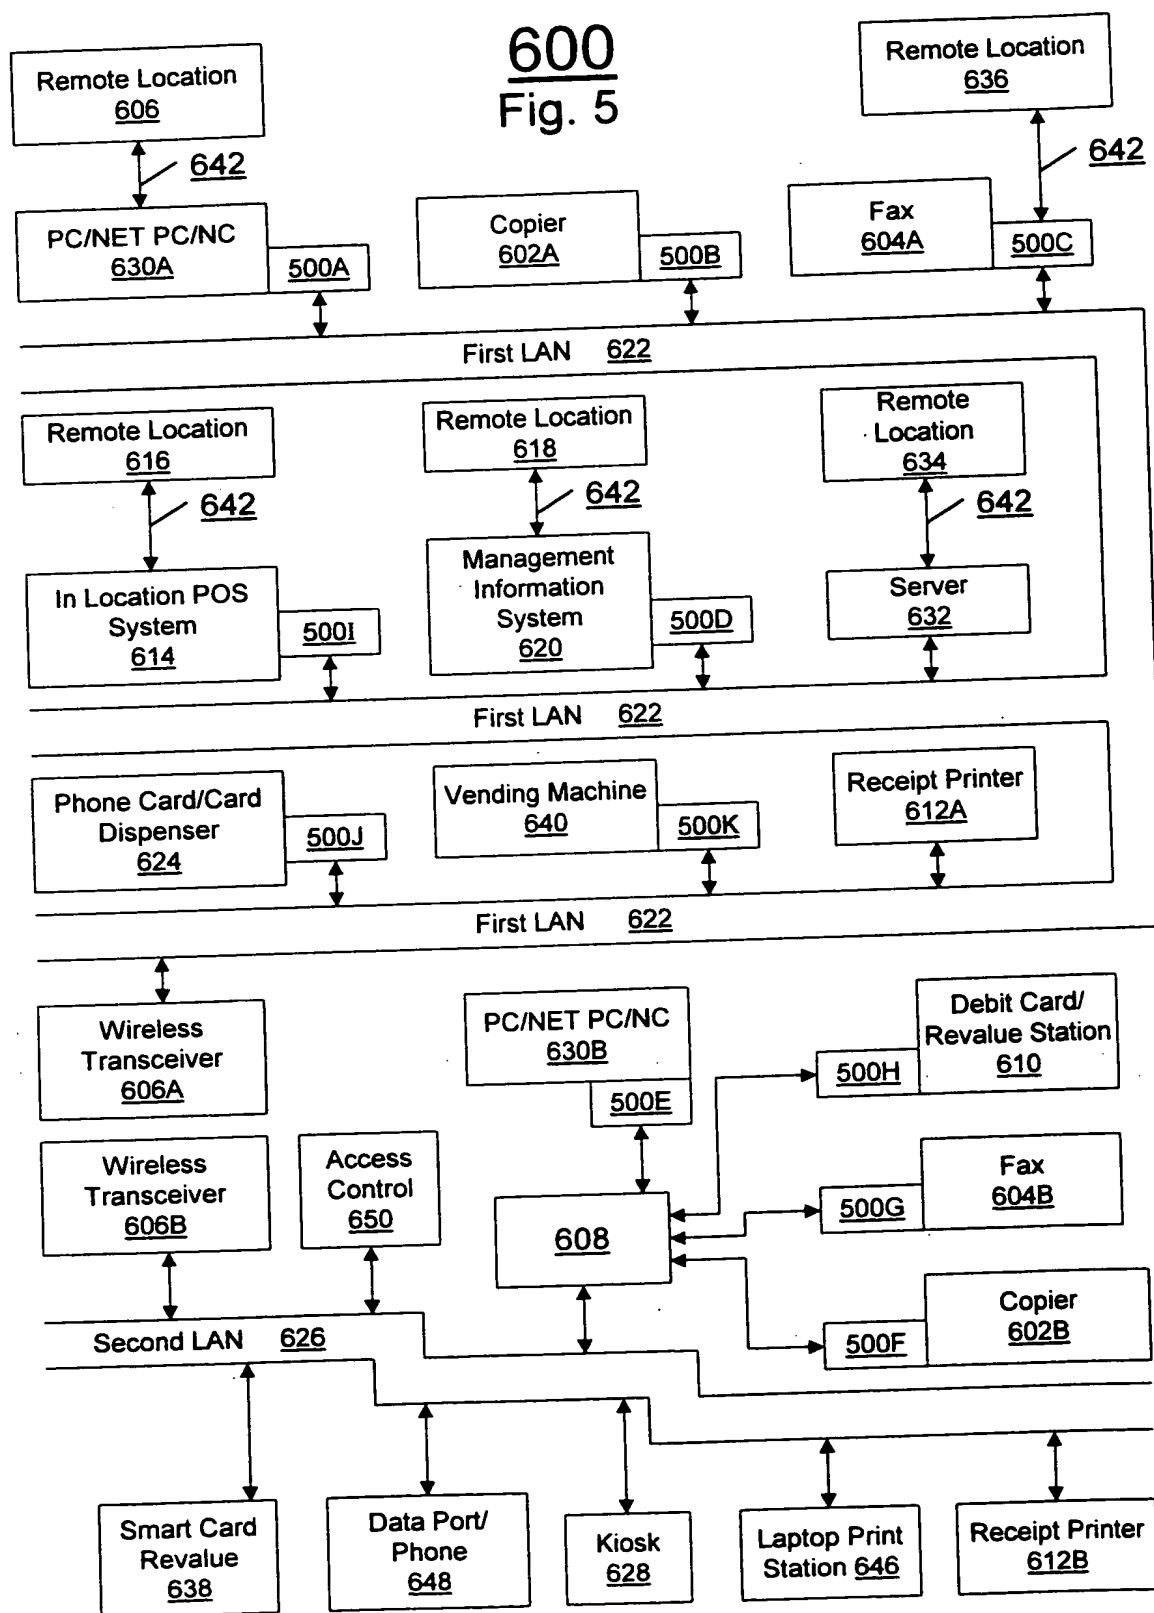 600
Fig. 5
Remote Location
606
642
Remote Location
636
642
PC/NET PC/NC
630A
500A
Copier
602A
500B
Fax
604A
500C
First LAN 622
Remote Location
616
642
Remote Location
618
642
Remote
Location
634
642
In Location POS
System
614
500I
Management
Information
System
620
500D
Server
632
First LAN 622
Phone Card/Card
Dispenser
624
500J
Vending Machine
640
500K
Receipt Printer
612A
First LAN 622
Wireless
Transceiver
606A
PC/NET PC/NC
630B
500E
Debit Card/
Revalue Station
610
500H
Wireless
Transceiver
606B
Access
Control
650
608
Fax
604B
500G
Copier
602B
500F
Second LAN 626
Smart Card
Revalue
638
Data Port/
Phone
648
Kiosk
628
Laptop Print
Station 646
Receipt Printer
612B